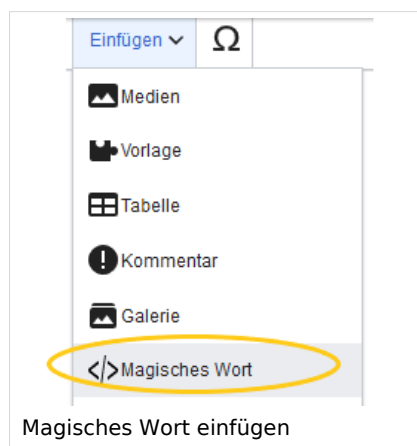 Einfügen Ω
Medien
Vorlage
Tabelle
Kommentar
Galerie
</>Magisches Wort
Magisches Wort einfügen